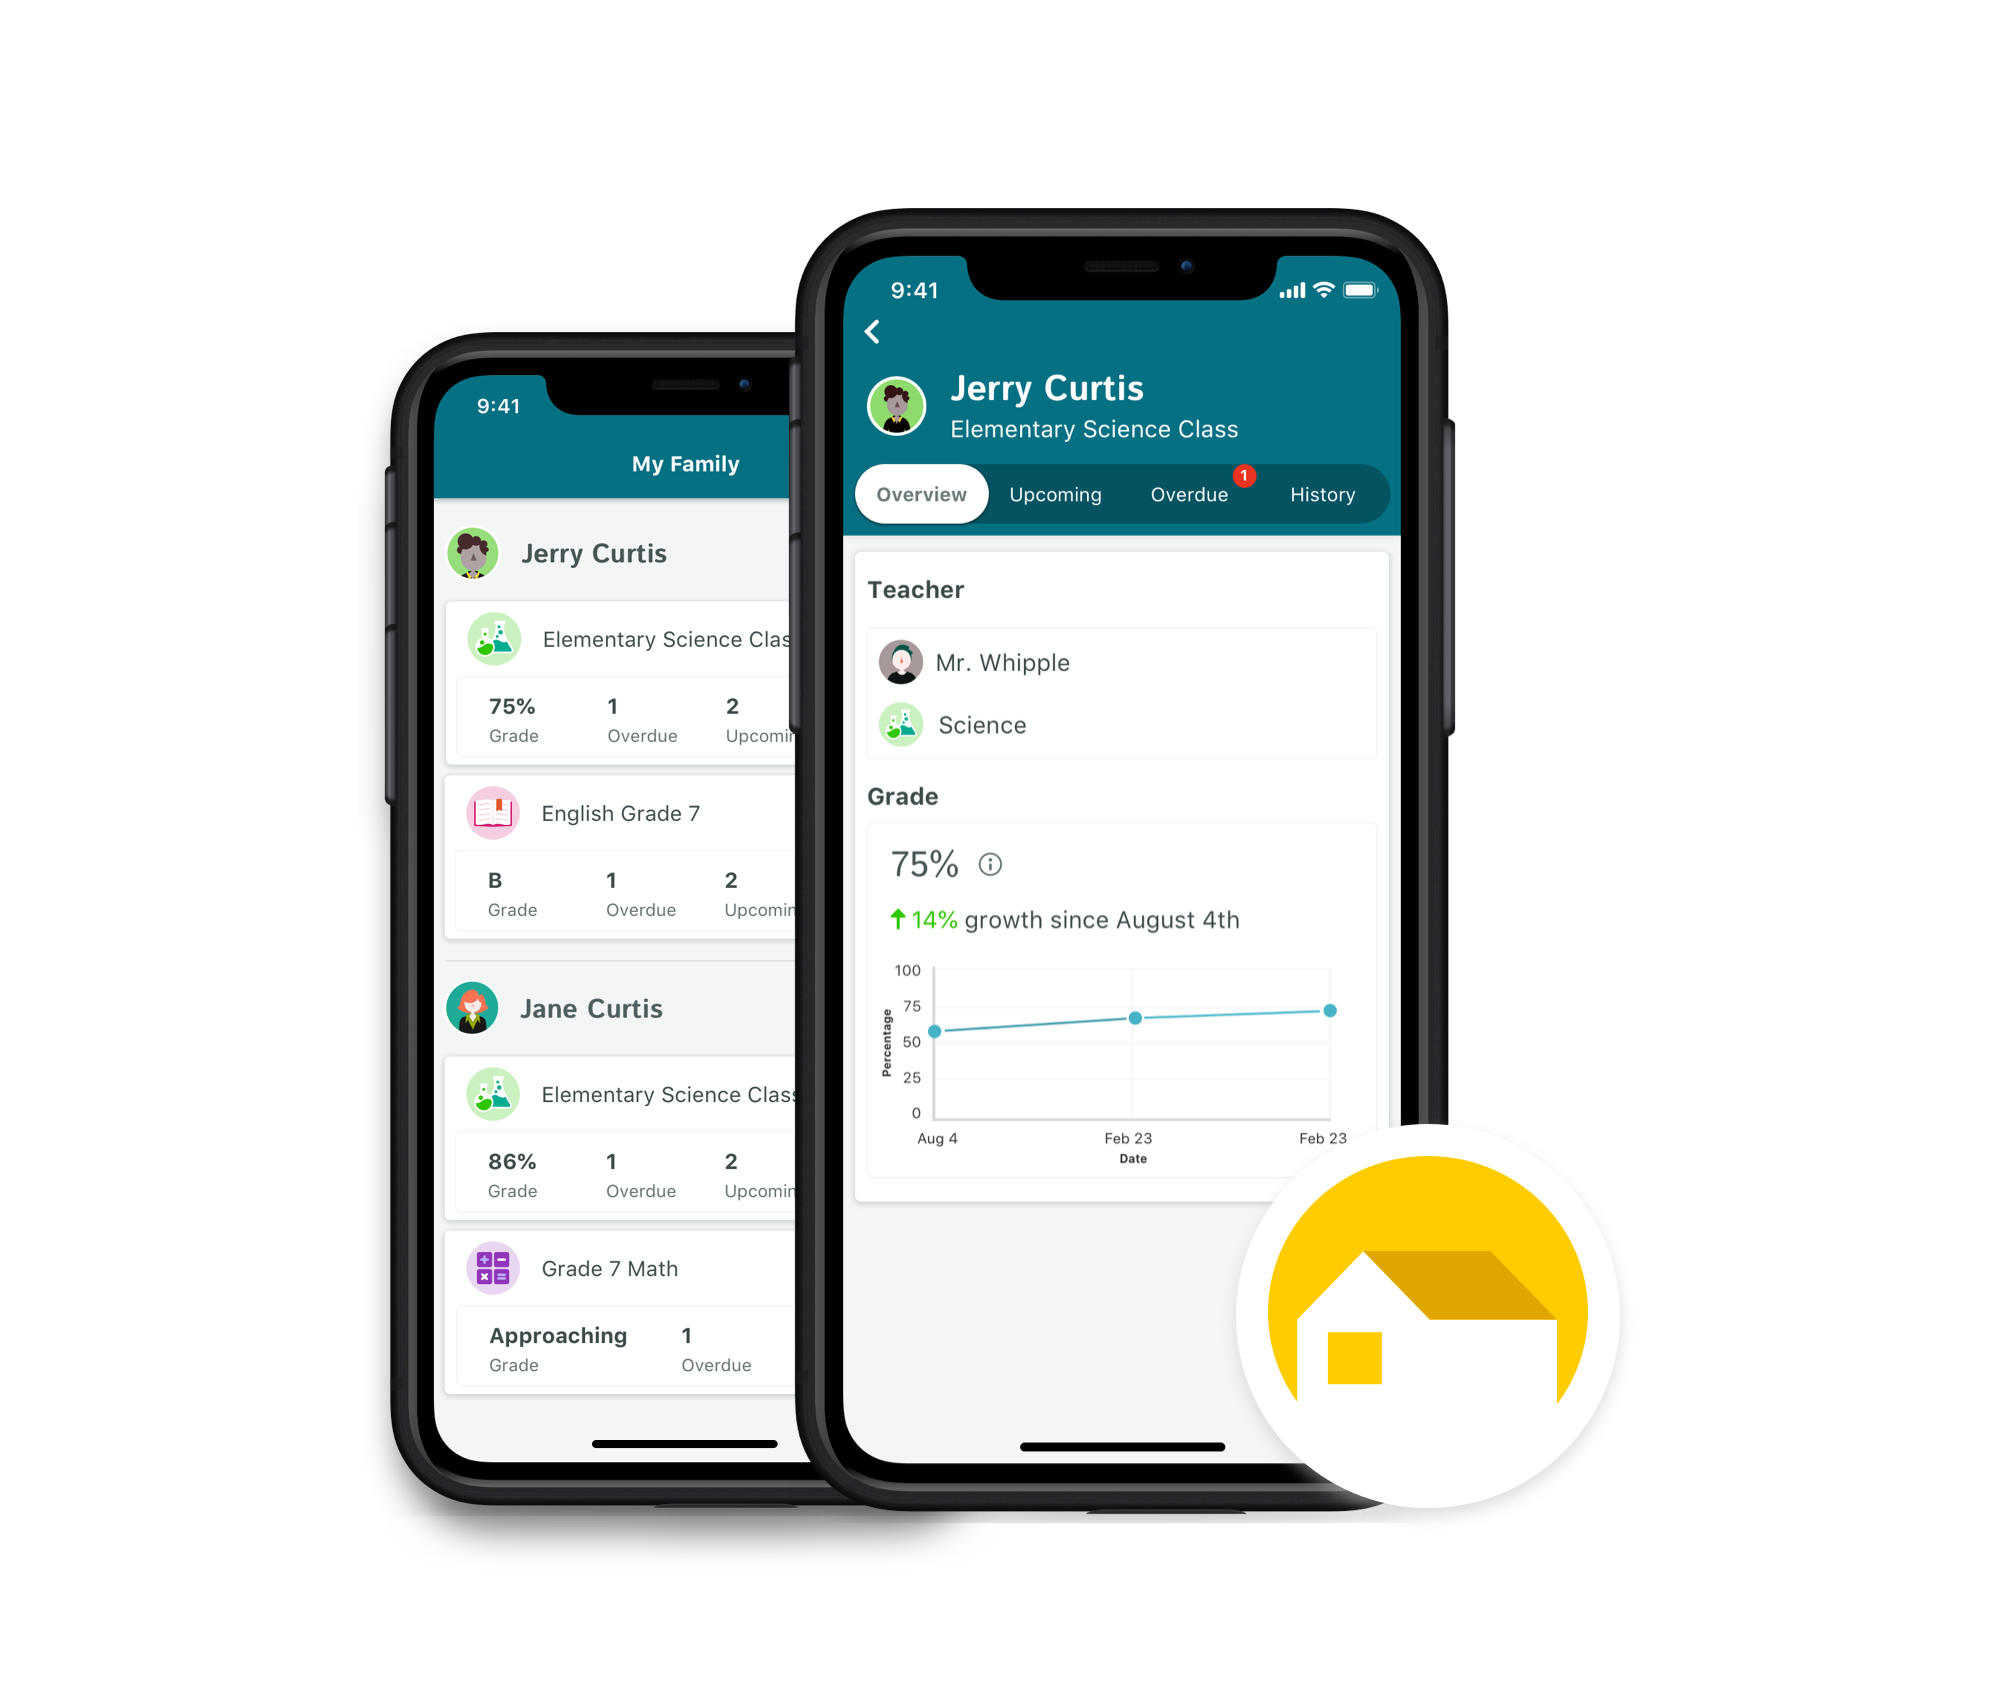 9:41
My Family
Jerry Curtis
Elementary Science Clas
75%
1
2
Grade
Overdue
Upcomin
English Grade 7
B
1
2
Grade
Overdue
Upcomin
Jane Curtis
Elementary Science Class
86%
1
2
Grade
Overdue
Upcomin
Grade 7 Math
Approaching
1
Grade
Overdue
9:41
Jerry Curtis
Elementary Science Class
Overview
Upcoming
Overdue
1
History
Teacher
Mr. Whipple
Science
Grade
75%
14% growth since August 4th
100
75
50
25
0
Percentage
Aug 4
Feb 23
Feb 23
Date